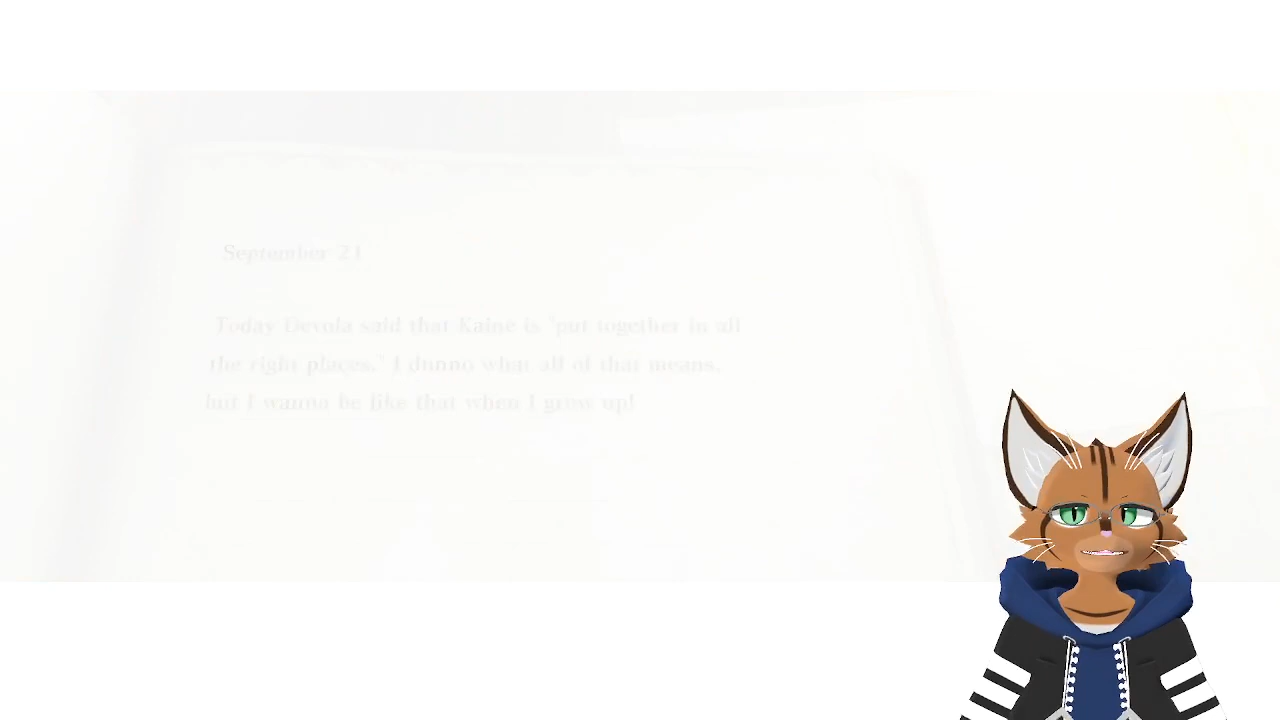 September 21
Today Devola said that Kaine is "put together in all
the right places." I dunno what all of that means,
but I wanna be like that when I grow up!